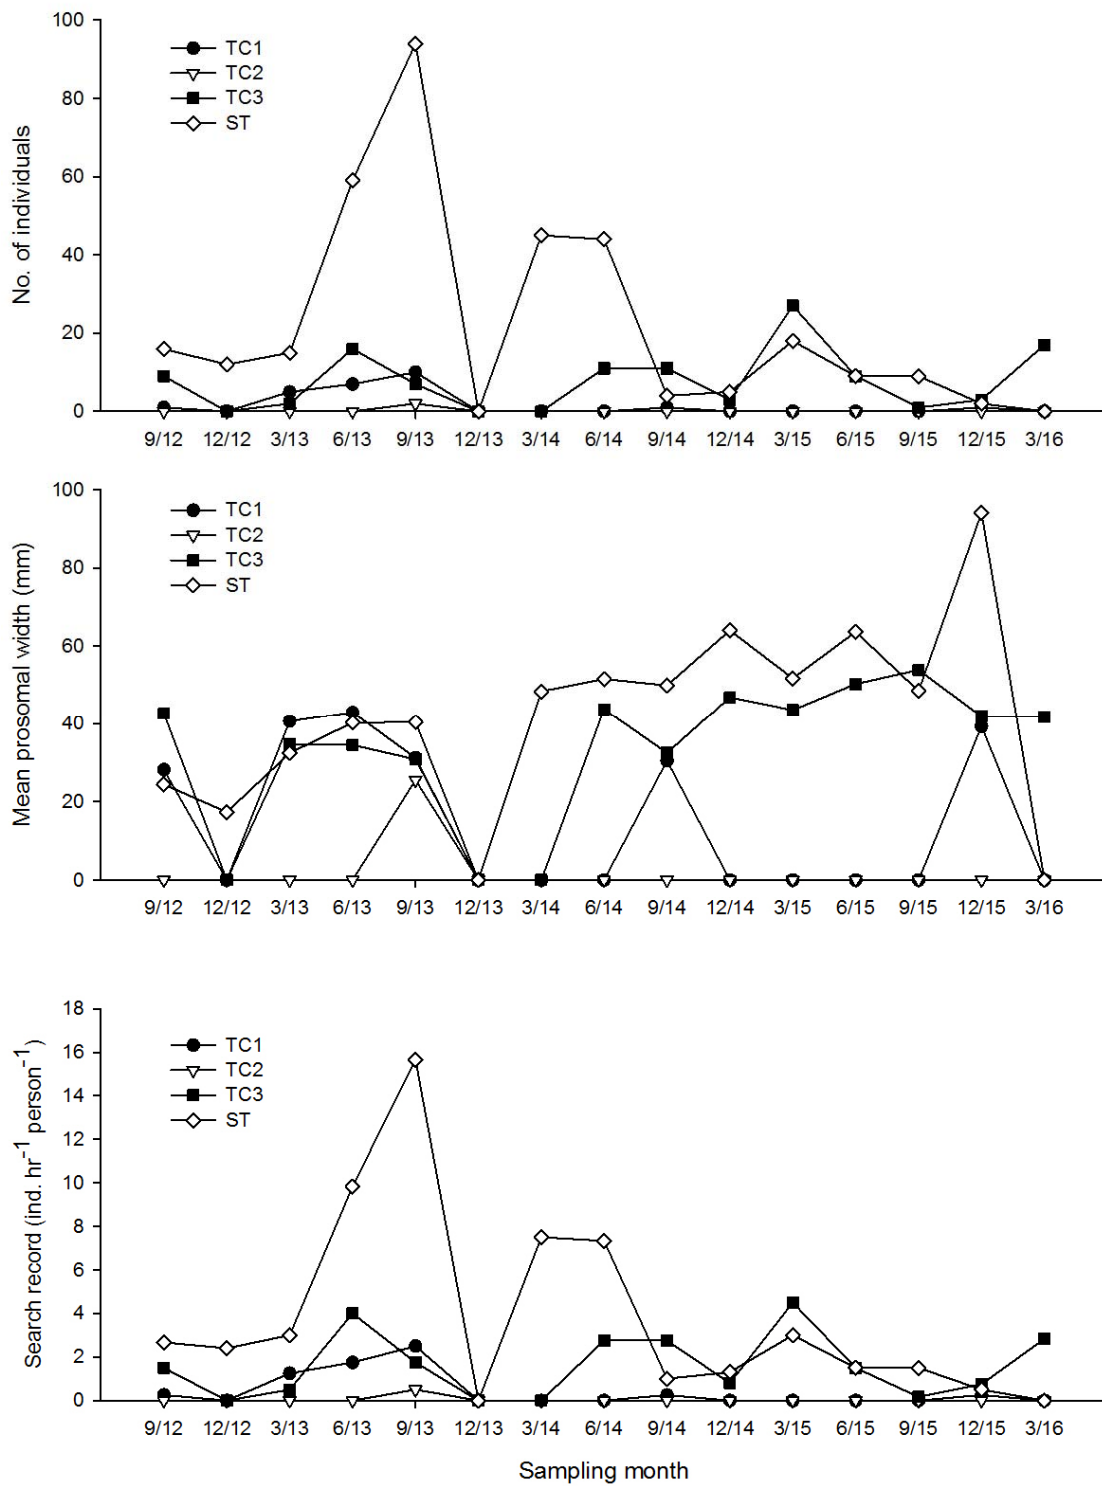 100
80
60
40
20
0
No. of individuals
TC1
TC2
TC3
ST
9/12 12/12 3/13 6/13 9/13 12/13 3/14 6/14 9/14 12/14 3/15 6/15 9/15 12/15 3/16
100
80
60
40
20
0
Mean prosomal width (mm)
TC1
TC2
TC3
ST
9/12 12/12 3/13 6/13 9/13 12/13 3/14 6/14 9/14 12/14 3/15 6/15 9/15 12/15 3/16
18
16
14
12
10
8
6
4
2
0
Search record (ind. hr⁻¹ person⁻¹)
TC1
TC2
TC3
ST
9/12 12/12 3/13 6/13 9/13 12/13 3/14 6/14 9/14 12/14 3/15 6/15 9/15 12/15 3/16
Sampling month